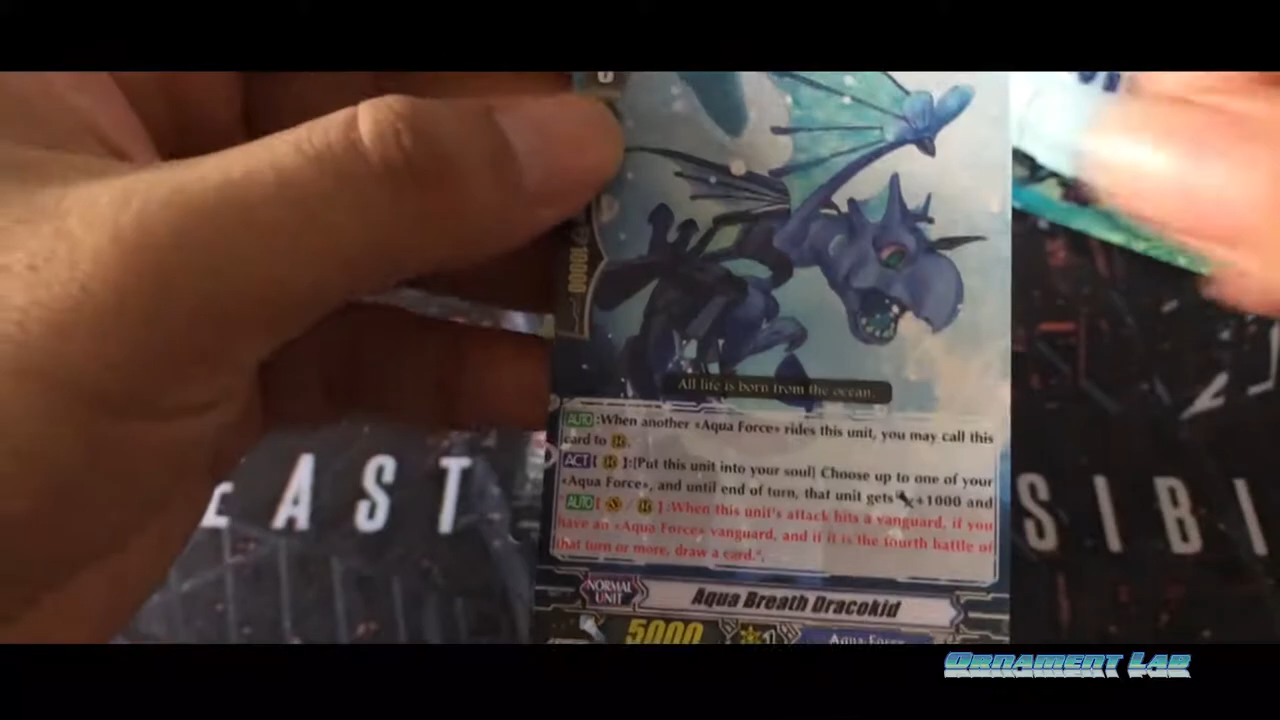 10000
All life is born from the ocean.
AUTO :When another «Aqua Force» rides this unit, you may call this
card to R.
ACT [ R ]:[Put this unit into your soul] Choose up to one of your
«Aqua Force», and until end of turn, that unit gets +1000 and
AUTO [ V / R ] :When this unit's attack hits a vanguard, if you
have an «Aqua Force» vanguard, and if it is the fourth battle of
that turn or more, draw a card.".
EAST
SIBI
NORMAL
UNIT
Aqua Breath Dracokid
5000
Aqua Force
ORNAMENT LAB